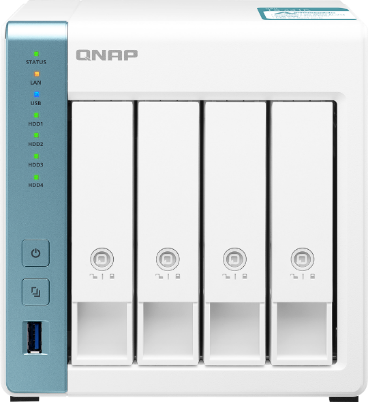 QNAP
STATUS
LAN
USB
HDD1
HDD2
HDD3
HDD4